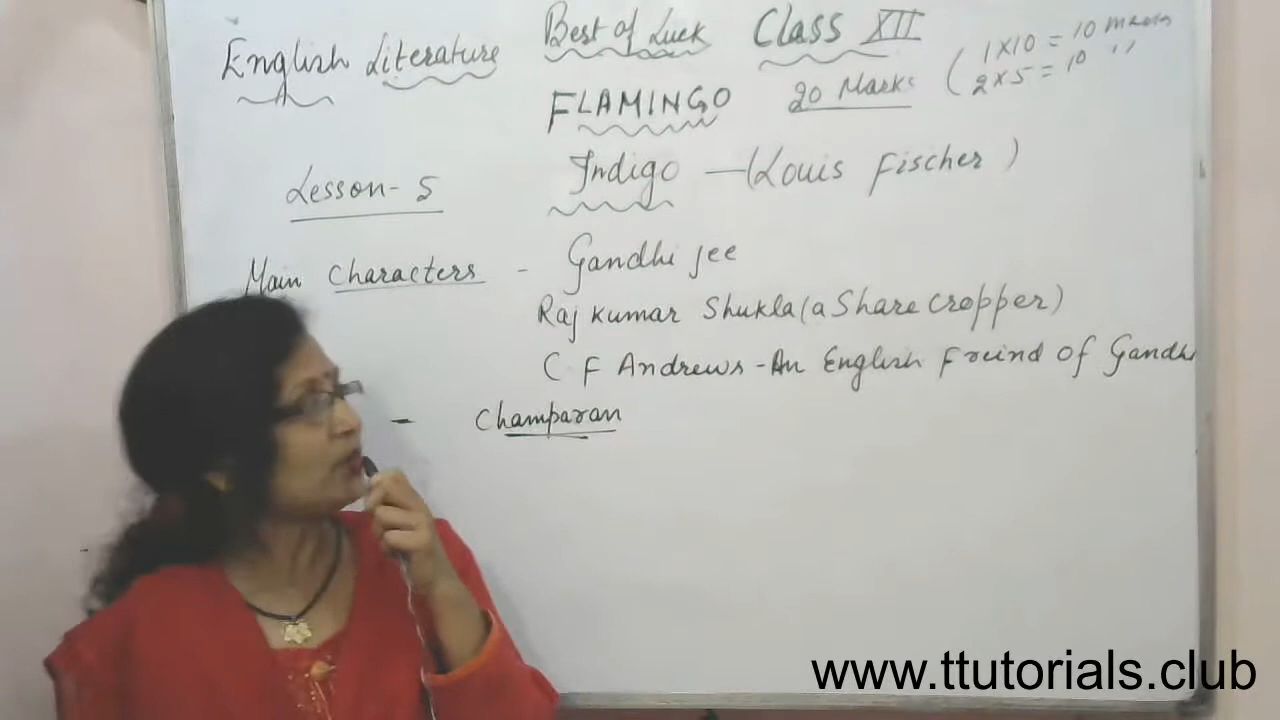 English Literature Best of Luck Class XII
(1x10 = 10 marks
2x5 = 10 ")
FLAMINGO 20 Marks
Lesson-5 Indigo - (Louis Fischer)
Main Characters - Gandhi jee
Raj kumar Shukla (a Share cropper)
C F Andrews - An English Freind of Gandhi
- Champaran
www.ttutorials.club